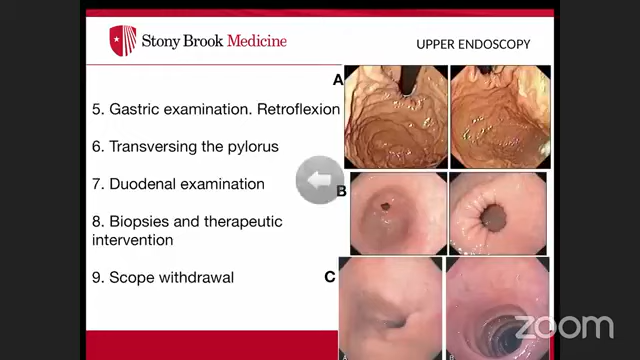 Stony Brook Medicine
UPPER ENDOSCOPY
5. Gastric examination. Retroflexion
6. Transversing the pylorus
7. Duodenal examination
8. Biopsies and therapeutic
intervention
9. Scope withdrawal
A
B
C
A
B
zoom